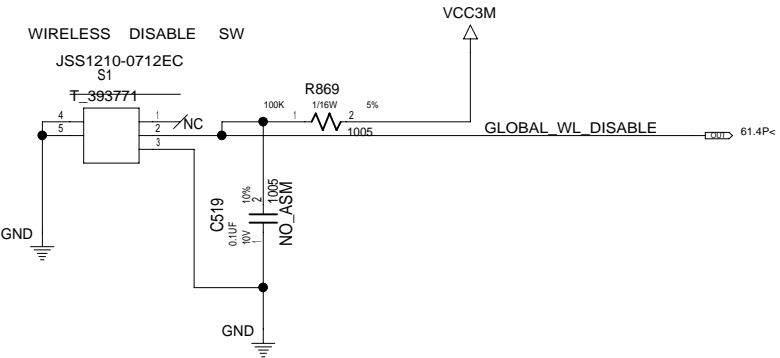 VCC3M
WIRELESS DISABLE SW
JSS1210-0712EC
S1
T_393771
R869
100K 1/16W 5%
4 1 NC 1 2
5 2 1005 GLOBAL_WL_DISABLE OUT 61.4P<
3
C519
0.1UF
10% 10V
2 1
1005
NO_ASM
GND
GND